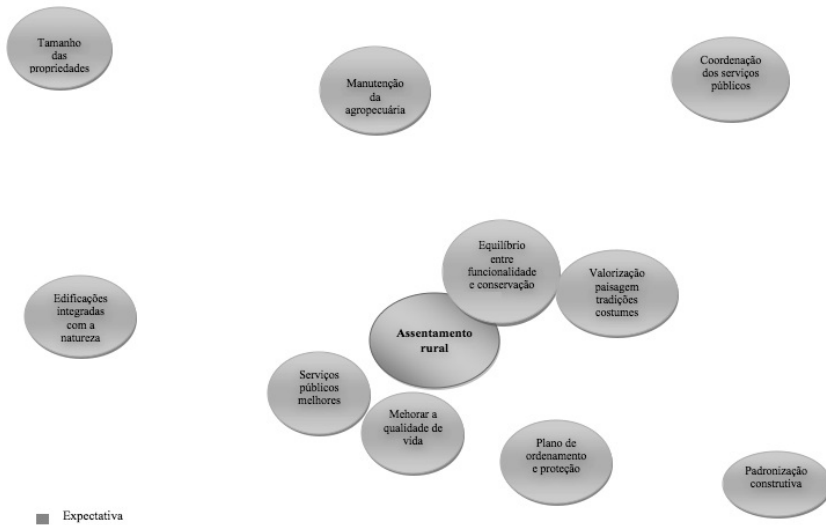 Tamanho
das
propriedades
Manutenção
da
agropecuária
Coordenação
dos serviços
públicos
Equilíbrio
entre
funcionalidade
e conservação
Valorização
paisagem
tradições
costumes
Edificações
integradas
com a
natureza
Assentamento
rural
Serviços
públicos
melhores
Mehorar a
qualidade de
vida
Plano de
ordenamento
e proteção
Padronização
construtiva
Expectativa